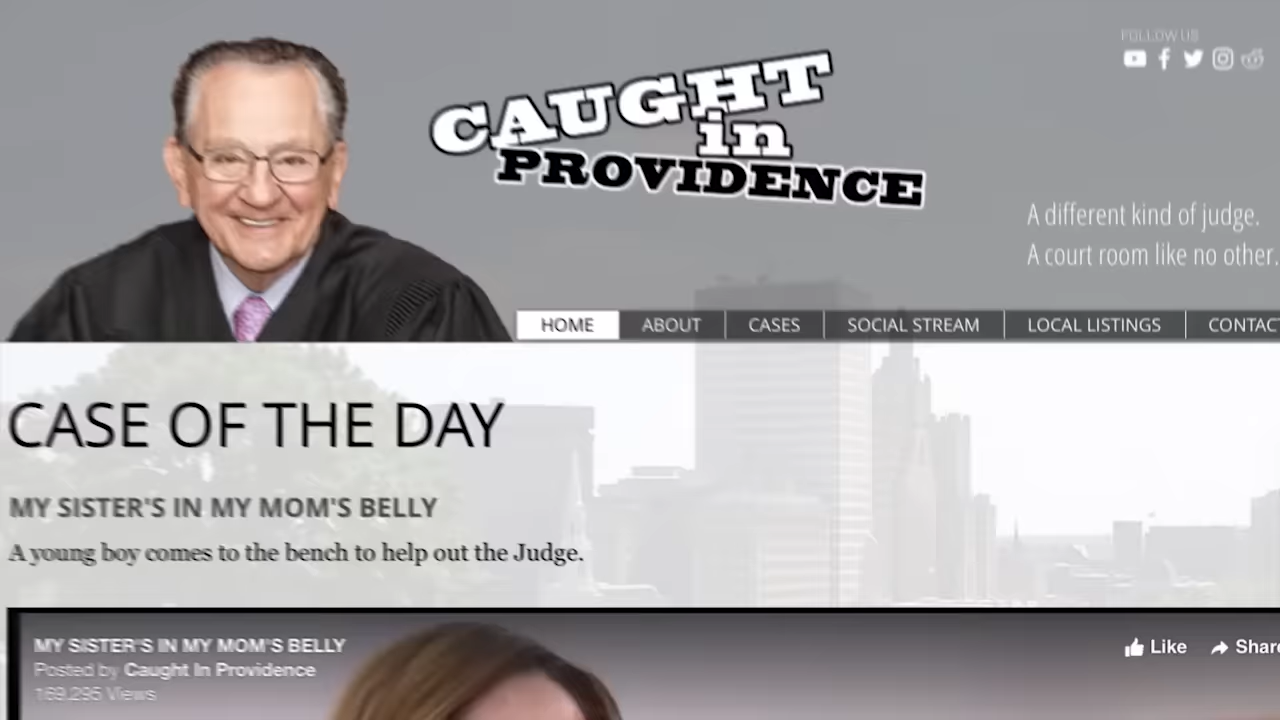 FOLLOW US
CAUGHT
in
PROVIDENCE
A different kind of judge.
A court room like no other.
HOME ABOUT CASES SOCIAL STREAM LOCAL LISTINGS CONTAC
CASE OF THE DAY
MY SISTER'S IN MY MOM'S BELLY
A young boy comes to the bench to help out the Judge.
MY SISTER'S IN MY MOM'S BELLY
Like Share
Posted by Caught In Providence
169,295 Views